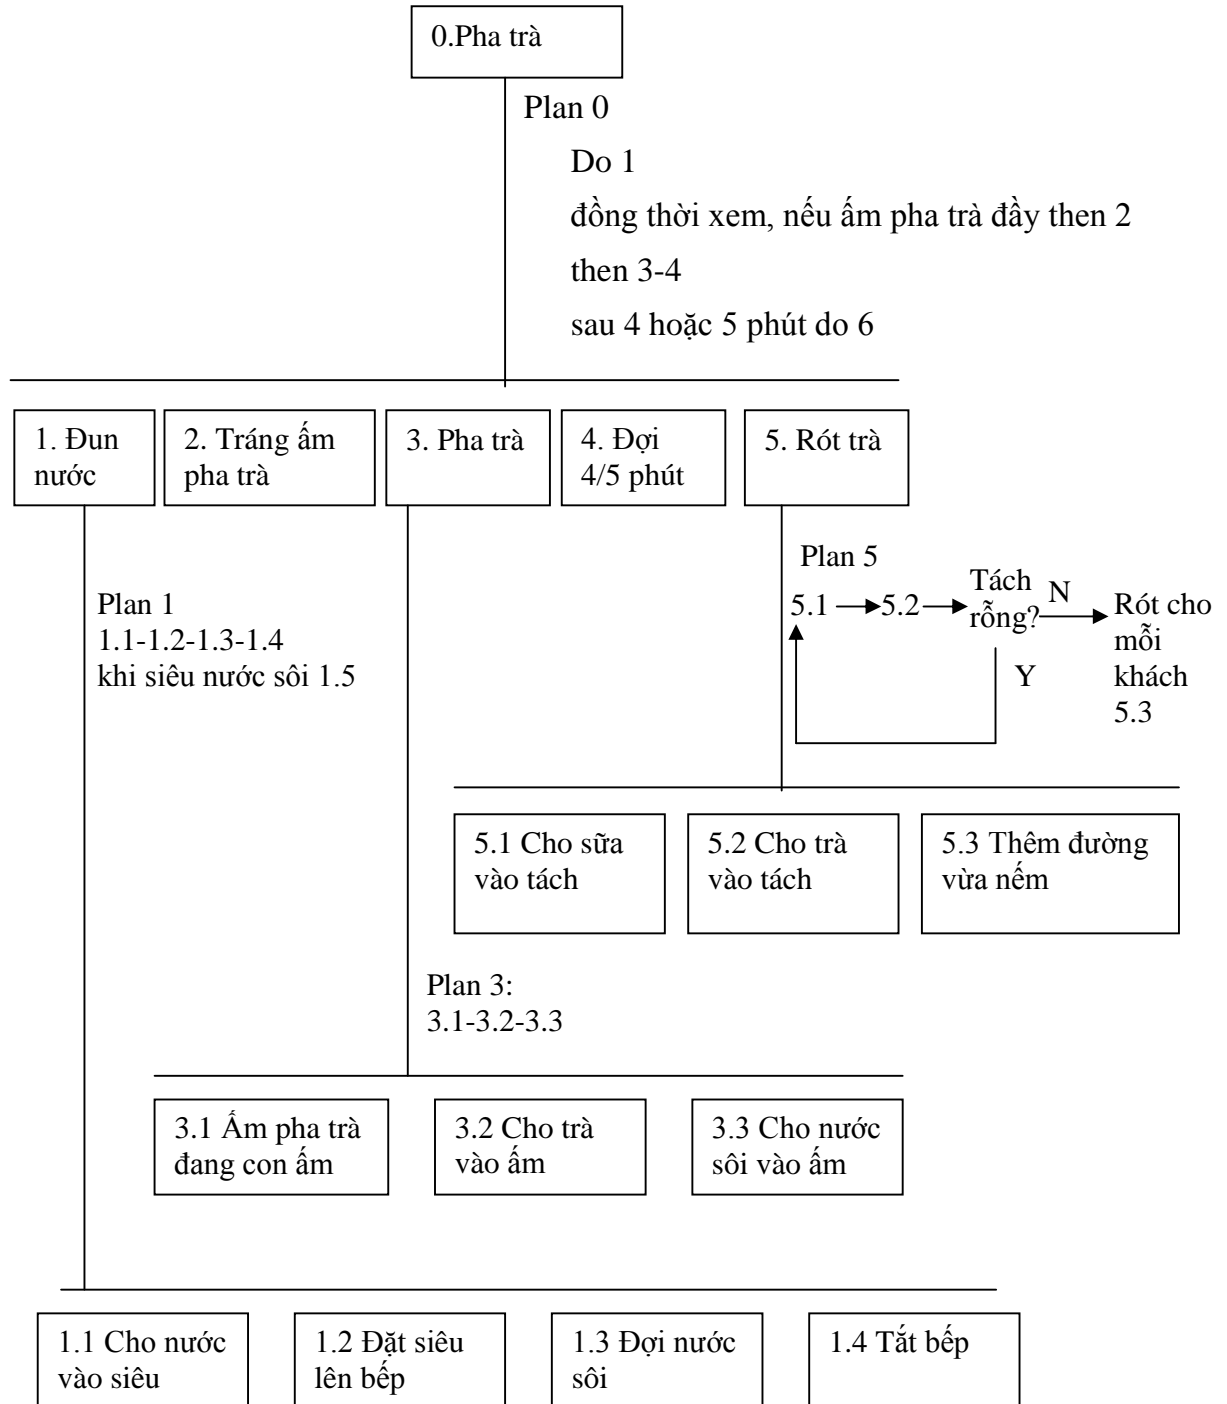 0.Pha trà
Plan 0
Do 1
đồng thời xem, nếu ấm pha trà đầy then 2
then 3-4
sau 4 hoặc 5 phút do 6
1. Đun
nước
2. Tráng ấm
pha trà
3. Pha trà
4. Đợi
4/5 phút
5. Rót trà
Plan 1
1.1-1.2-1.3-1.4
khi siêu nước sôi 1.5
Plan 5
5.1
5.2
Tách
rỗng?
N
Y
Rót cho
mỗi
khách
5.3
5.1 Cho sữa
vào tách
5.2 Cho trà
vào tách
5.3 Thêm đường
vừa nếm
Plan 3:
3.1-3.2-3.3
3.1 Ấm pha trà
đang con ấm
3.2 Cho trà
vào ấm
3.3 Cho nước
sôi vào ấm
1.1 Cho nước
vào siêu
1.2 Đặt siêu
lên bếp
1.3 Đợi nước
sôi
1.4 Tắt bếp